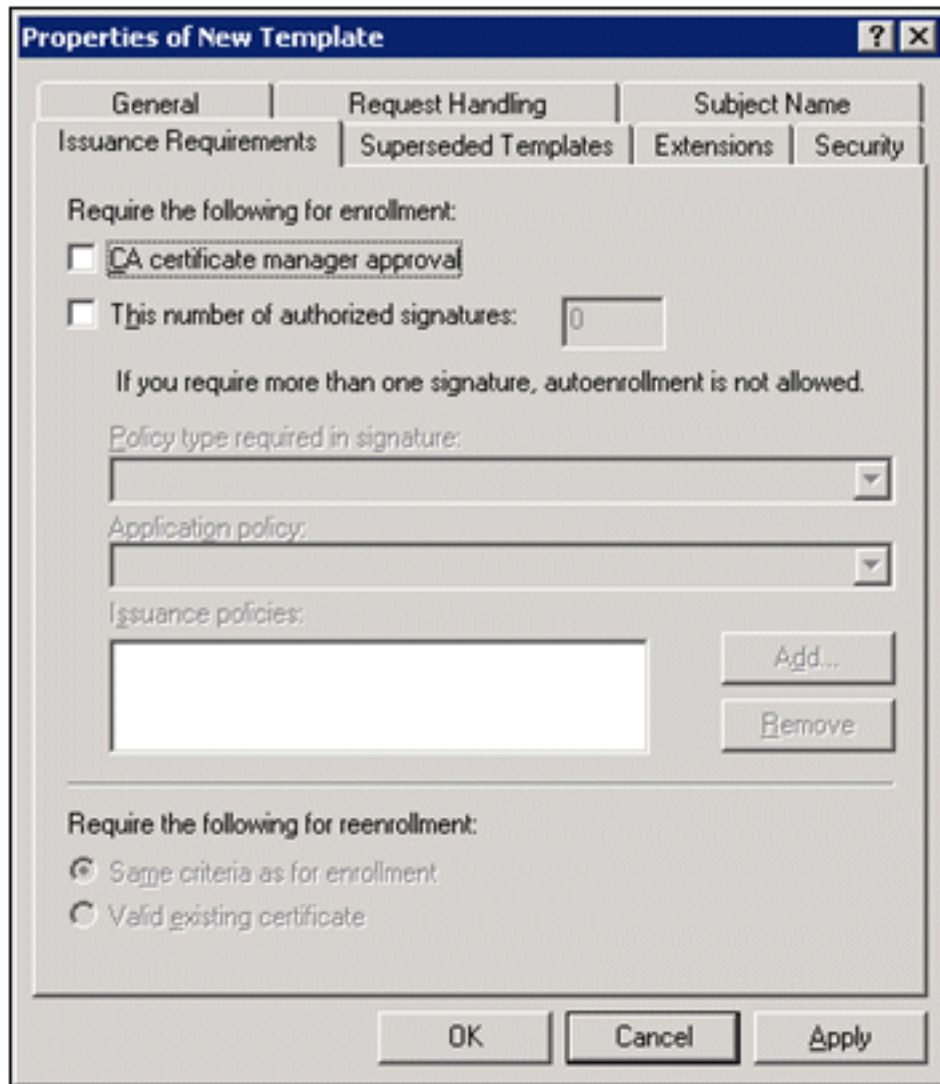 Properties of New Template
General Request Handling Subject Name
Issuance Requirements Superseded Templates Extensions Security
Require the following for enrollment:
CA certificate manager approval
This number of authorized signatures: 0
If you require more than one signature, autoenrollment is not allowed.
Policy type required in signature:
Application policy:
Issuance policies:
Add...
Remove
Require the following for reenrollment:
Same criteria as for enrollment
Valid existing certificate
OK Cancel Apply